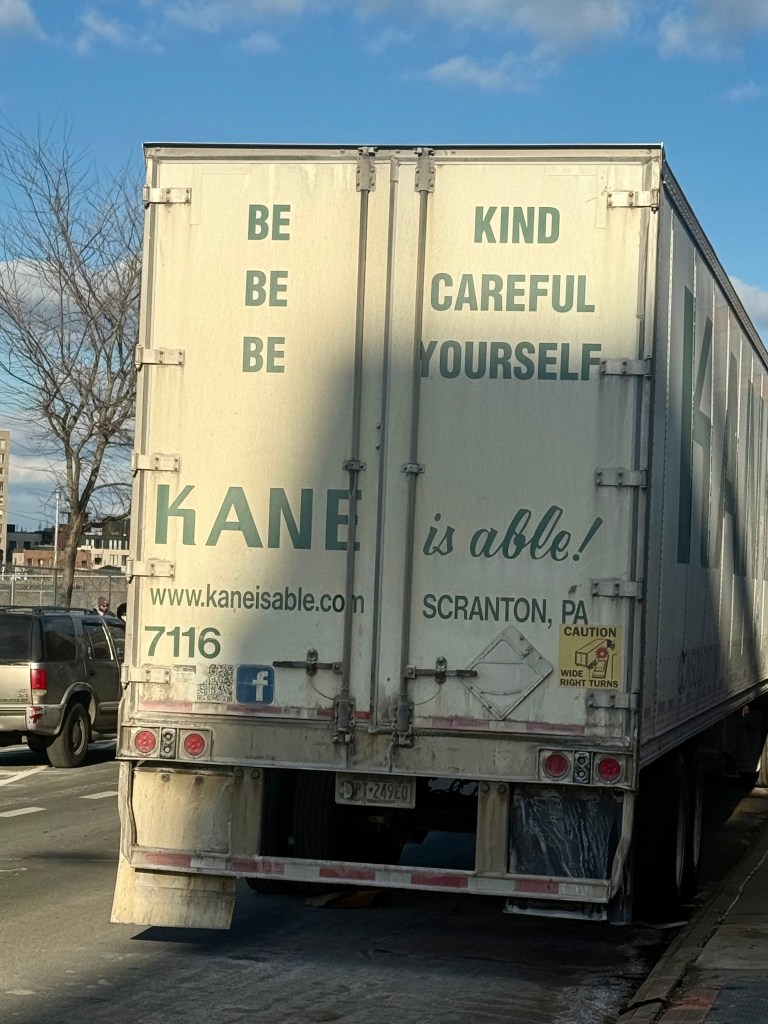 BE KIND
BE CAREFUL
BE YOURSELF
KANE is able!
www.kaneisable.com
SCRANTON, PA
7116
f
CAUTION
WIDE
RIGHT TURNS